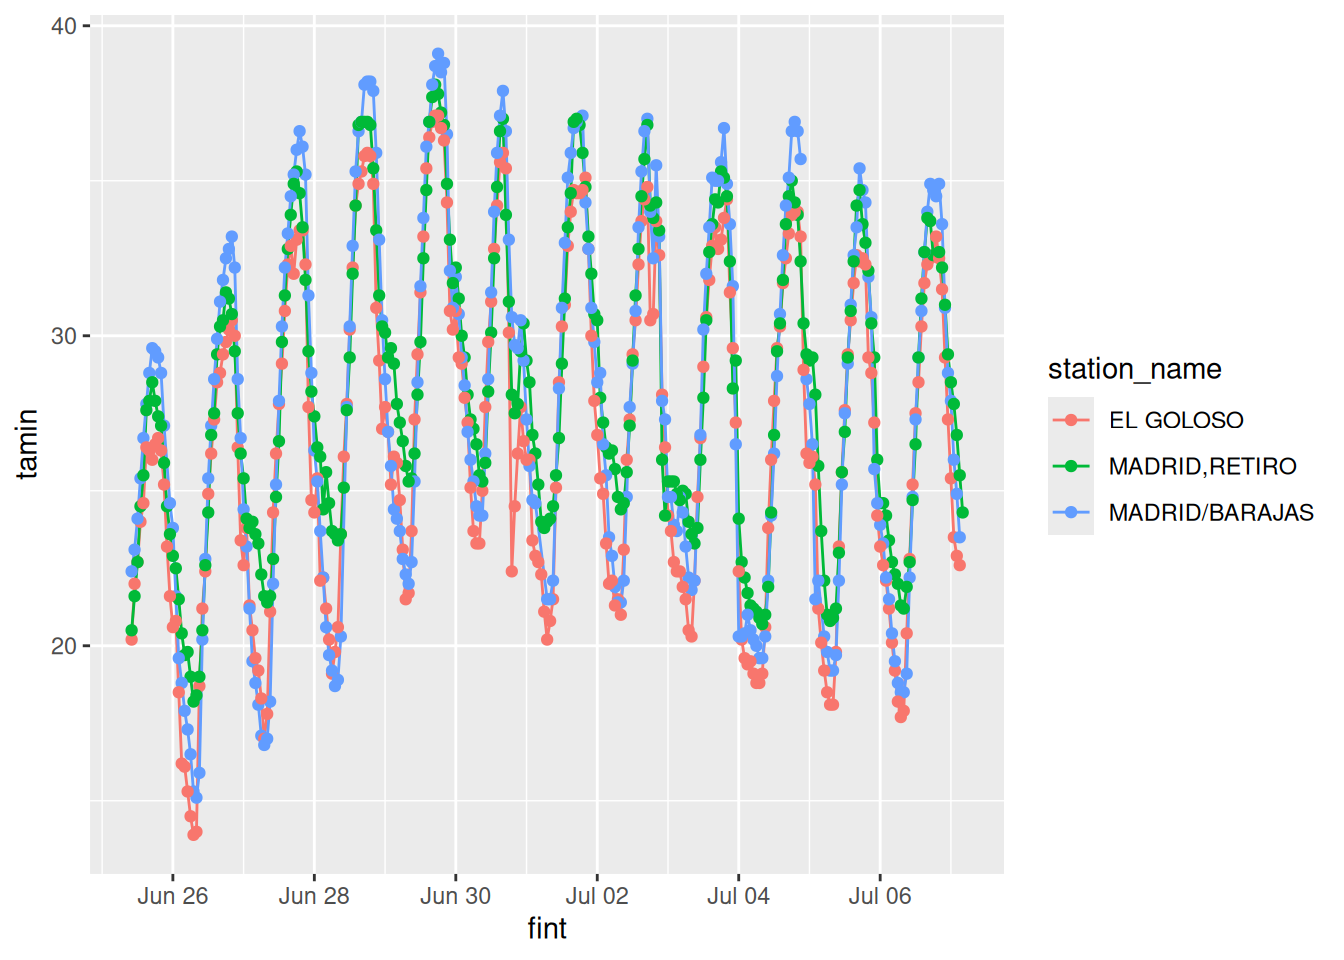 40
30
20
tamin
Jun 26
Jun 28
Jun 30
Jul 02
Jul 04
Jul 06
fint
station_name
EL GOLOSO
MADRID,RETIRO
MADRID/BARAJAS